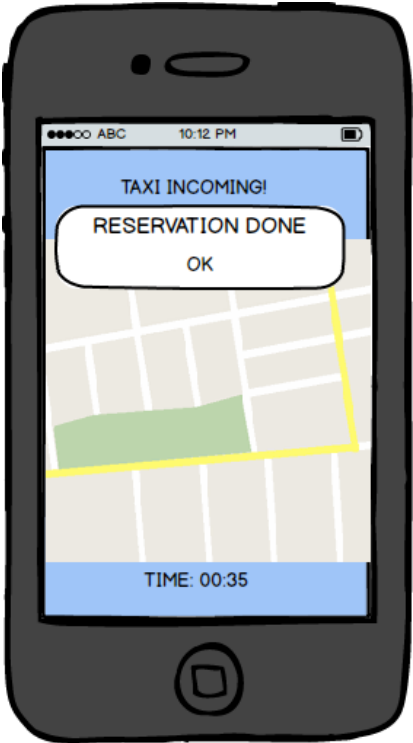 ABC 10:12 PM
TAXI INCOMING!
RESERVATION DONE
OK
TIME: 00:35